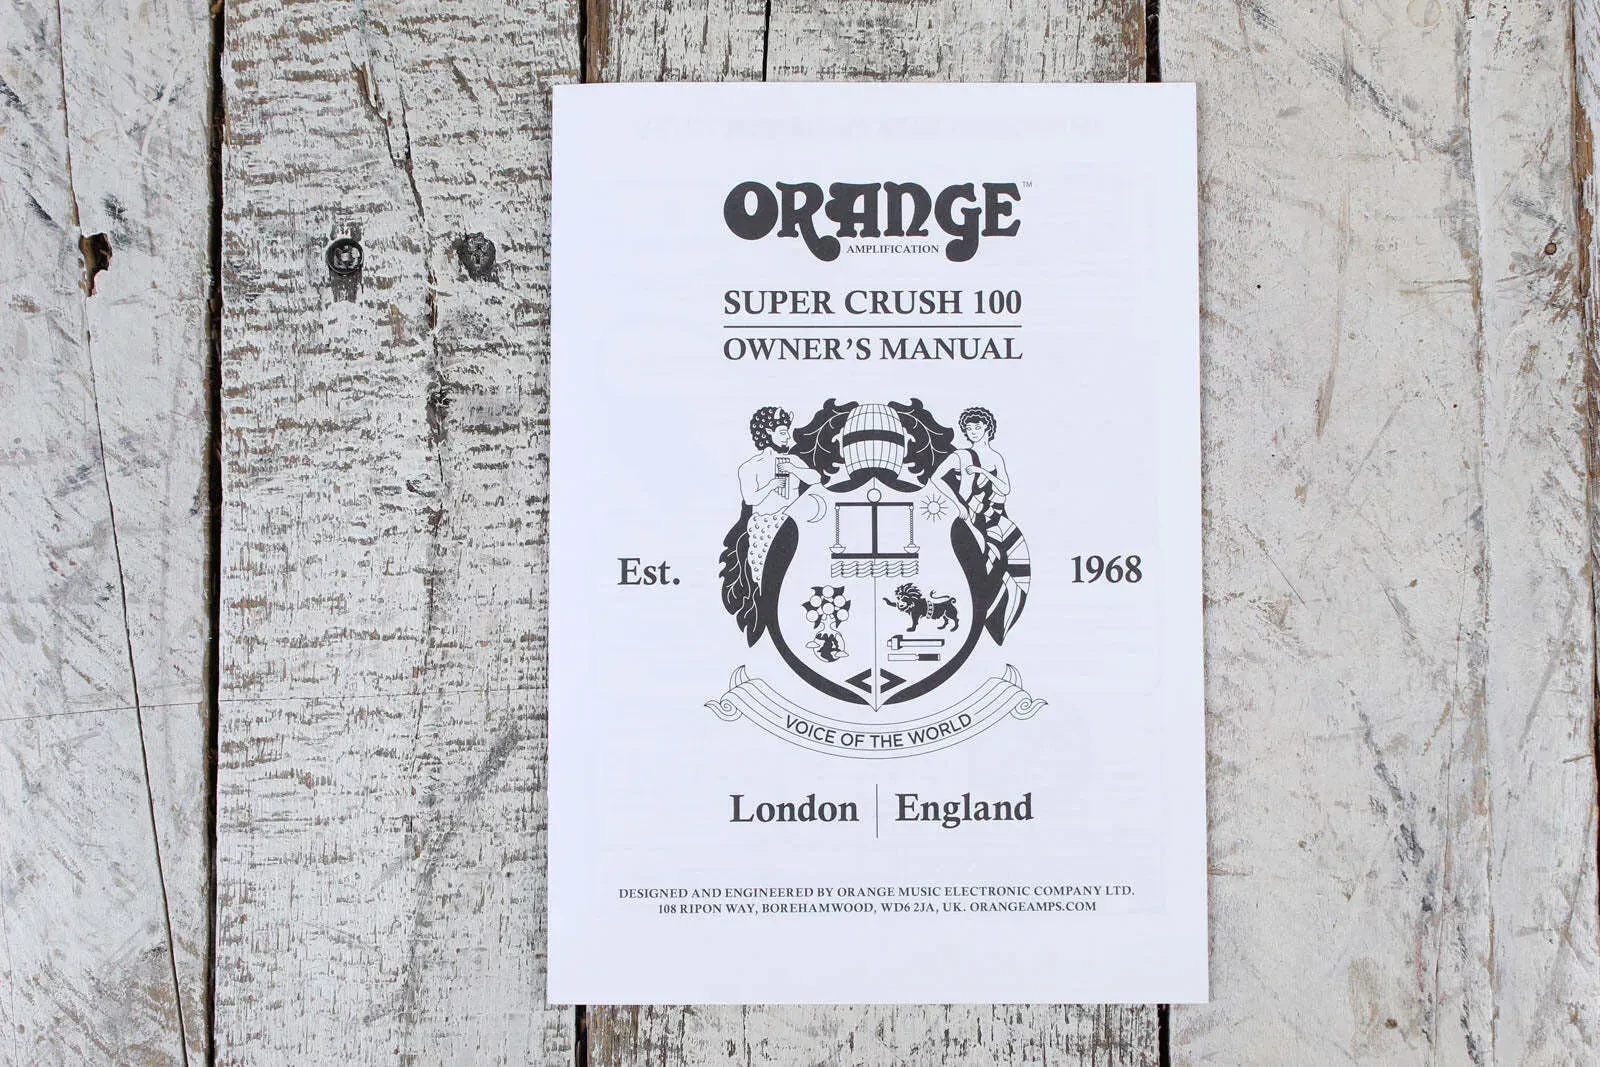 ORANGE™
AMPLIFICATION
SUPER CRUSH 100
OWNER'S MANUAL
Est. 1968
VOICE OF THE WORLD
London | England
DESIGNED AND ENGINEERED BY ORANGE MUSIC ELECTRONIC COMPANY LTD.
108 RIPON WAY, BOREHAMWOOD, WD6 2JA, UK. ORANGEAMPS.COM